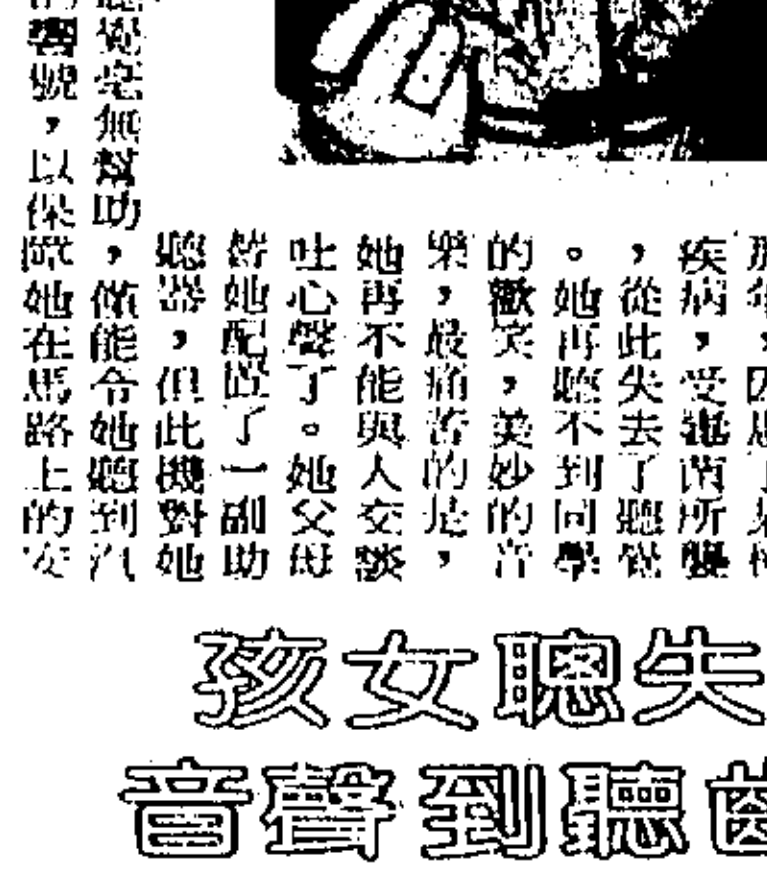 疾病，受毒菌所襲
，從此失去了聽覺
。她再聽不到同學
的歡笑，美妙的音
樂，最痛苦的是，
她再不能與人交談
吐心聲了。她父母
替她配置了一副助
聽器，但此機對她
聽覺毫無幫助，僅能令她聽到汽
響號，以保障她在馬路上的安
失聰女孩
齒聽到聲音